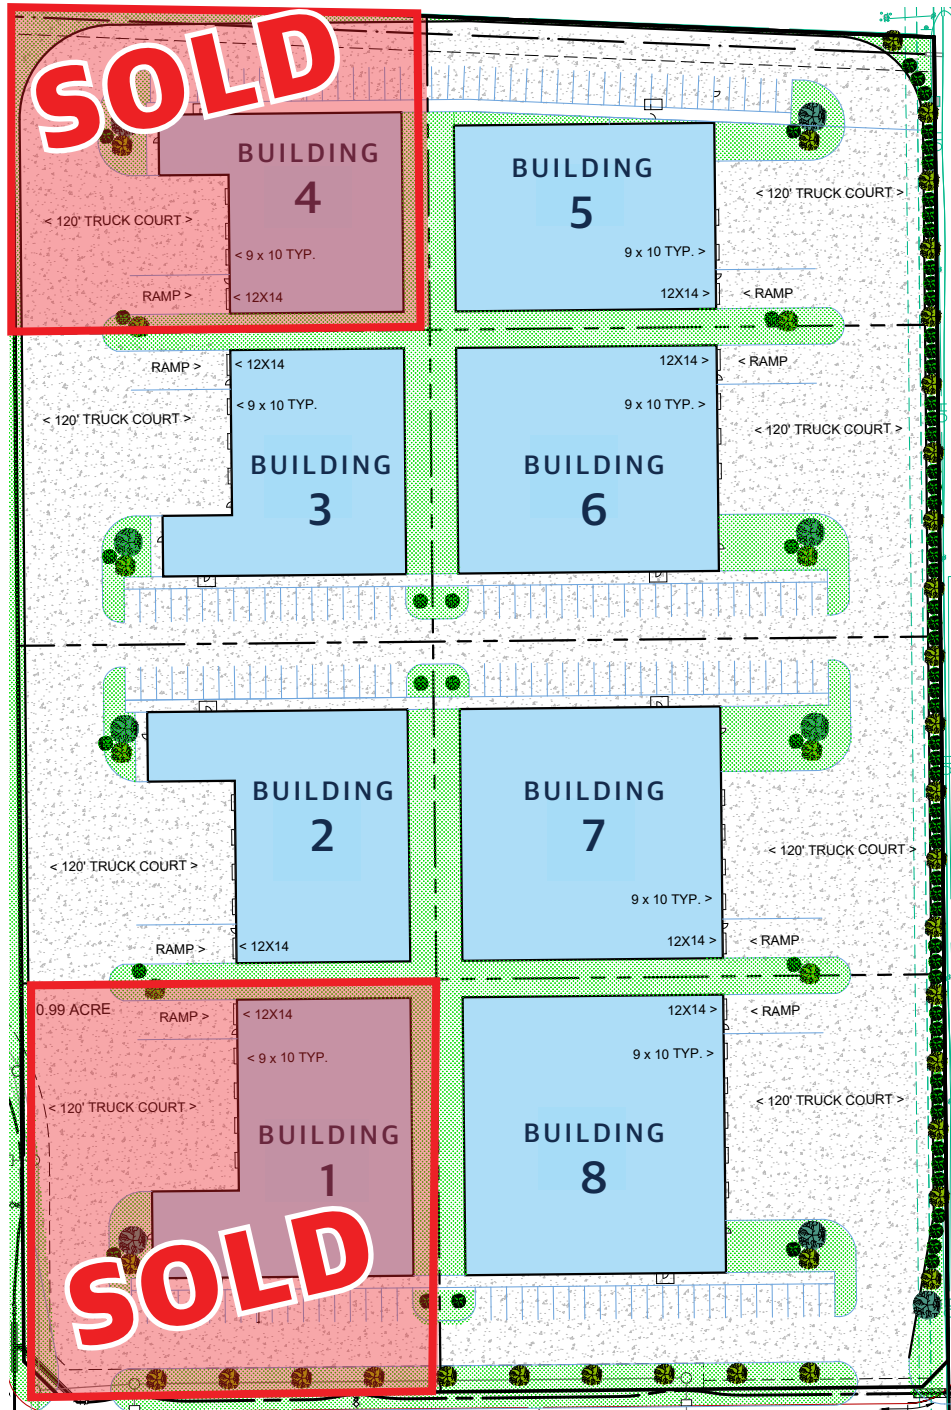 SOLD
BUILDING
4
< 120' TRUCK COURT >
< 9 x 10 TYP.
RAMP >
< 12X14
BUILDING
5
< 120' TRUCK COURT >
9 x 10 TYP. >
12X14 >
< RAMP
RAMP >
< 12X14
< 120' TRUCK COURT >
< 9 x 10 TYP.
BUILDING
3
12X14 >
< RAMP
9 x 10 TYP. >
< 120' TRUCK COURT >
BUILDING
6
BUILDING
2
< 120' TRUCK COURT >
RAMP >
< 12X14
BUILDING
7
< 120' TRUCK COURT >
9 x 10 TYP. >
12X14 >
< RAMP
0.99 ACRE
RAMP >
< 12X14
< 9 x 10 TYP.
< 120' TRUCK COURT >
BUILDING
1
SOLD
12X14 >
< RAMP
9 x 10 TYP. >
< 120' TRUCK COURT >
BUILDING
8